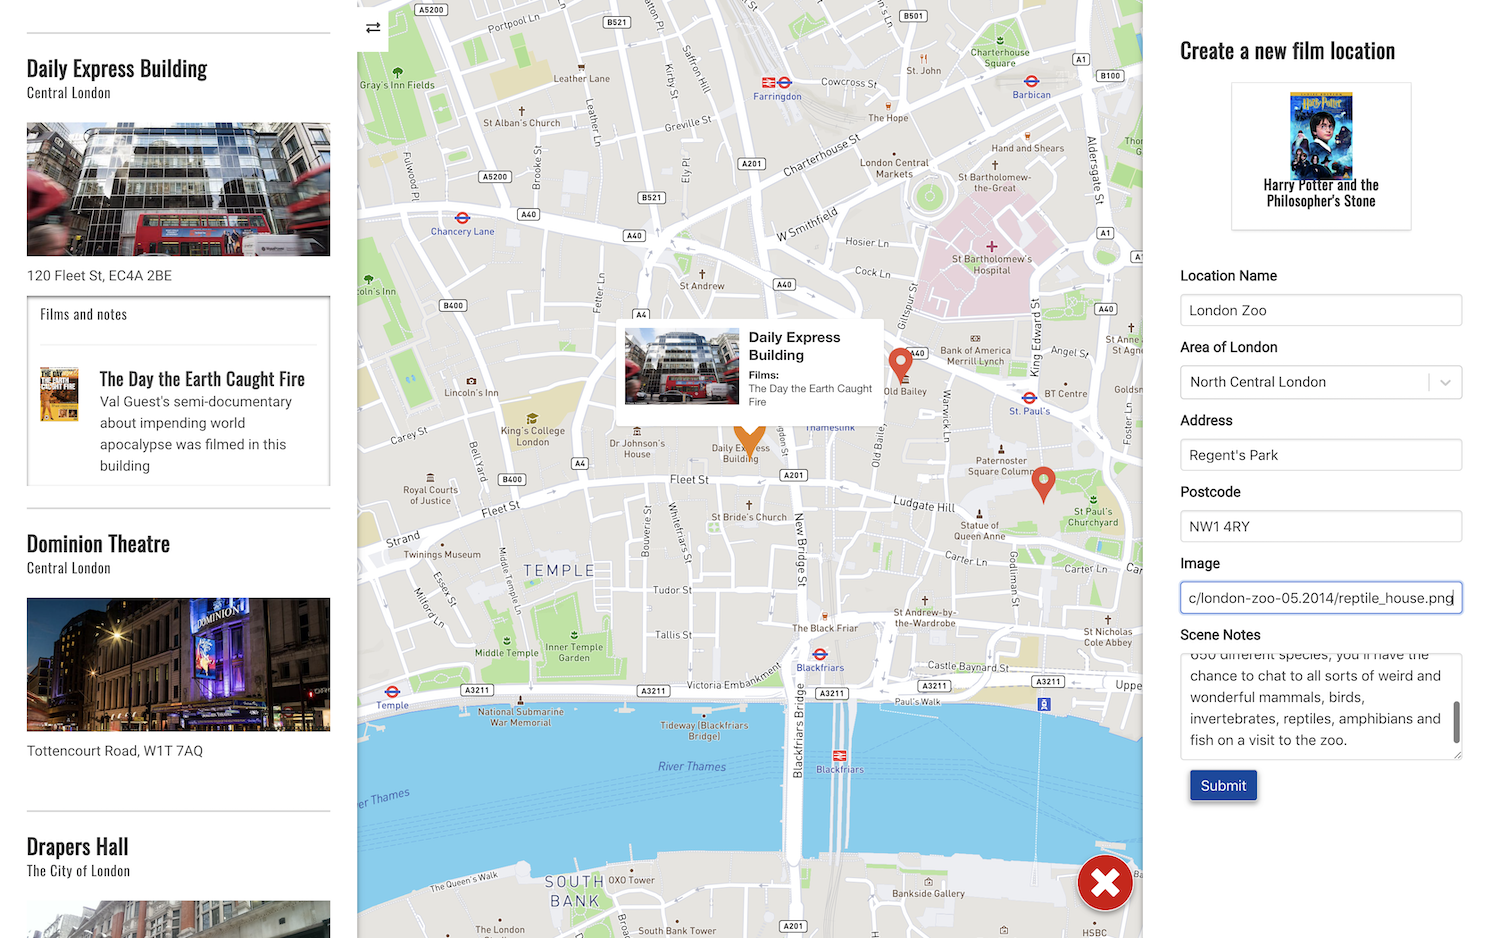 Daily Express Building
Central London
120 Fleet St, EC4A 2BE
Films and notes
The Day the Earth Caught Fire
Val Guest's semi-documentary
about impending world
apocalypse was filmed in this
building
Dominion Theatre
Central London
DOMINION
Tottencourt Road, W1T 7AQ
Drapers Hall
The City of London
A5200
Portpool Ln
B521
Hatton Pl
Saffron Hill
Kirby St
Gray's Inn Fields
Leather Lane
Leather Ln
St Alban's Church
Greville St
Farringdon
Cowcross St
St. John
B501
Charterhouse
Square
A1
B100
Barbican
The Hope
Charterhouse St
Hand and Shears
Aldersgate St
London Central
Markets
St Bartholomew-
the-Great
A201
Fulwood Pl
A5200
Brooke St
Ely Pl
B521
A40
Chancery Lane
A40
W Smithfield
Hosier Ln
Cock Ln
St Bartholomew's
Hospital
A1
St Andrew
A40
Fetter Ln
B400
A4
Giltspur St
King Edward St
A40
Bank of America
Merrill Lynch
Angel St
Daily Express
Building
Films:
The Day the Earth Caught
Fire
A40
Old Bailey
BT Centre
St. Paul's
Lincoln's Inn
King's College
London
Carey St
Dr Johnson's
House
Bell Yard
Warwick Ln
Old Bailey
Foster Ln
Thameslink
Daily Express
Building
Paternoster
Square Column
A4
A201
B400
Fleet St
Royal Courts
of Justice
Fleet St
St Bride's Church
Ludgate Hill
St Paul's
Churchyard
Statue of
Queen Anne
Strand
Twinings Museum
Bouverie St
Whitefriars St
New Bridge St
Carter Ln
Carter Ln
Godliman St
TEMPLE
Essex St
Milford Ln
Middle Temple Ln
Tudor St
St Andrew-by-
the-Wardrobe
Tallis St
The Black Friar
St Nicholas
Cole Abbey
Middle Temple
Inner Temple
Garden
Blackfriars
Castle Baynard St
Victoria Embankment
A3211
A3211
A3211
A3211
A3211
Temple
Paul's Walk
Upper
National Submarine
War Memorial
Tideway (Blackfriars
Bridge)
Blackfriars Bridge
Blackfriars
River Thames
The Queen's Walk
SOUTH
BANK
OXO Tower
Bankside Gallery
A201
The London
South Bank Tower
HSBC
Create a new film location
Harry Potter
Harry Potter and the
Philosopher's Stone
Location Name
London Zoo
Area of London
North Central London
Address
Regent's Park
Postcode
NW1 4RY
Image
c/london-zoo-05.2014/reptile_house.png
Scene Notes
650 different species, you'll have the
chance to chat to all sorts of weird and
wonderful mammals, birds,
invertebrates, reptiles, amphibians and
fish on a visit to the zoo.
Submit